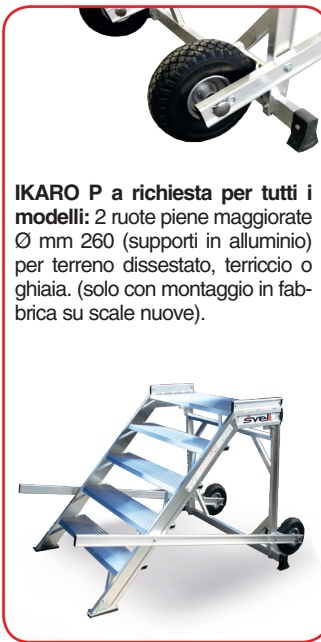 IKARO P a richiesta per tutti i
modelli: 2 ruote piene maggiorate
Ø mm 260 (supporti in alluminio)
per terreno dissestato, terriccio o
ghiaia. (solo con montaggio in fab-
brica su scale nuove).
svelt